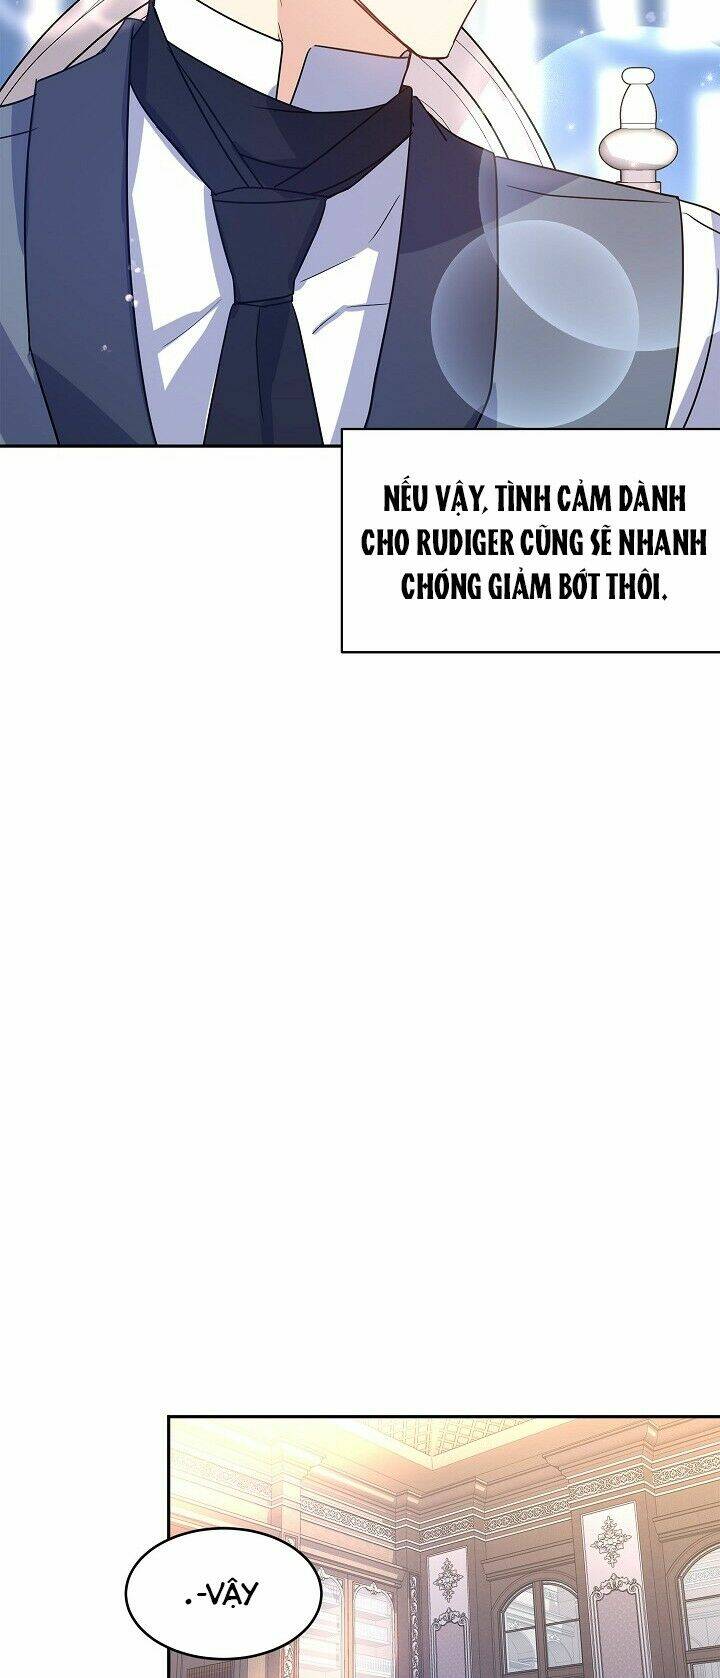 NẾU VẬY, TÌNH CẢM DÀNH
CHO RUDIGER CŨNG SẼ NHANH
CHÓNG GIẢM BỚT THÔI.
.-VẬY